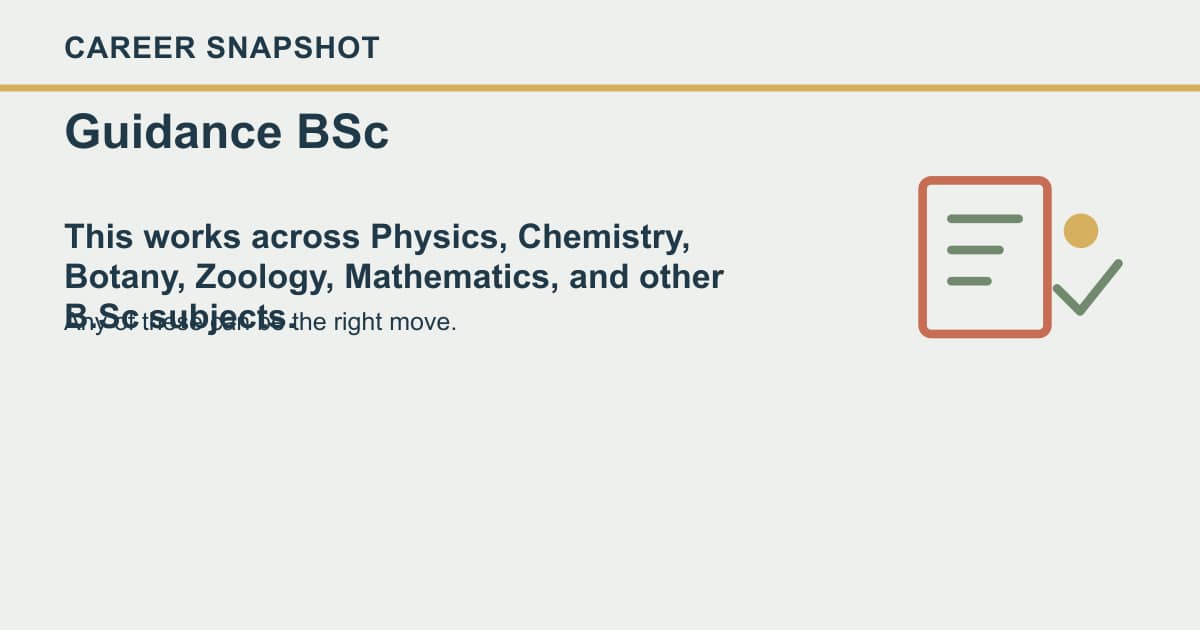 CAREER SNAPSHOT
Guidance BSc
This works across Physics, Chemistry,
Botany, Zoology, Mathematics, and other
B.Sc subjects.
Any of these can be the right move.